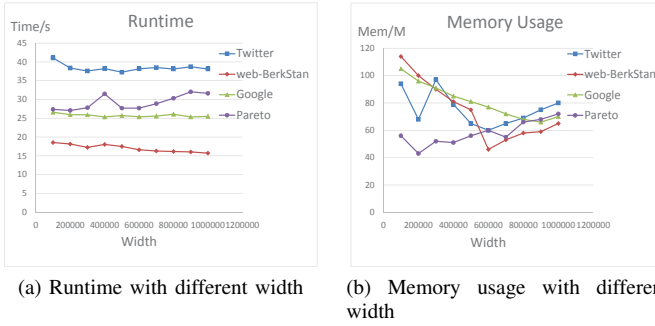 Runtime
Time/s
45
40
35
30
25
20
15
10
5
0
0 200000 400000 600000 800000 1000000 1200000
Width
Twitter
web-BerkStan
Google
Pareto
(a) Runtime with different width
Memory Usage
Mem/M
120
100
80
60
40
20
0
0 200000 400000 600000 800000 1000000 1200000
Width
Twitter
web-BerkStan
Google
Pareto
(b) Memory usage with differen
width